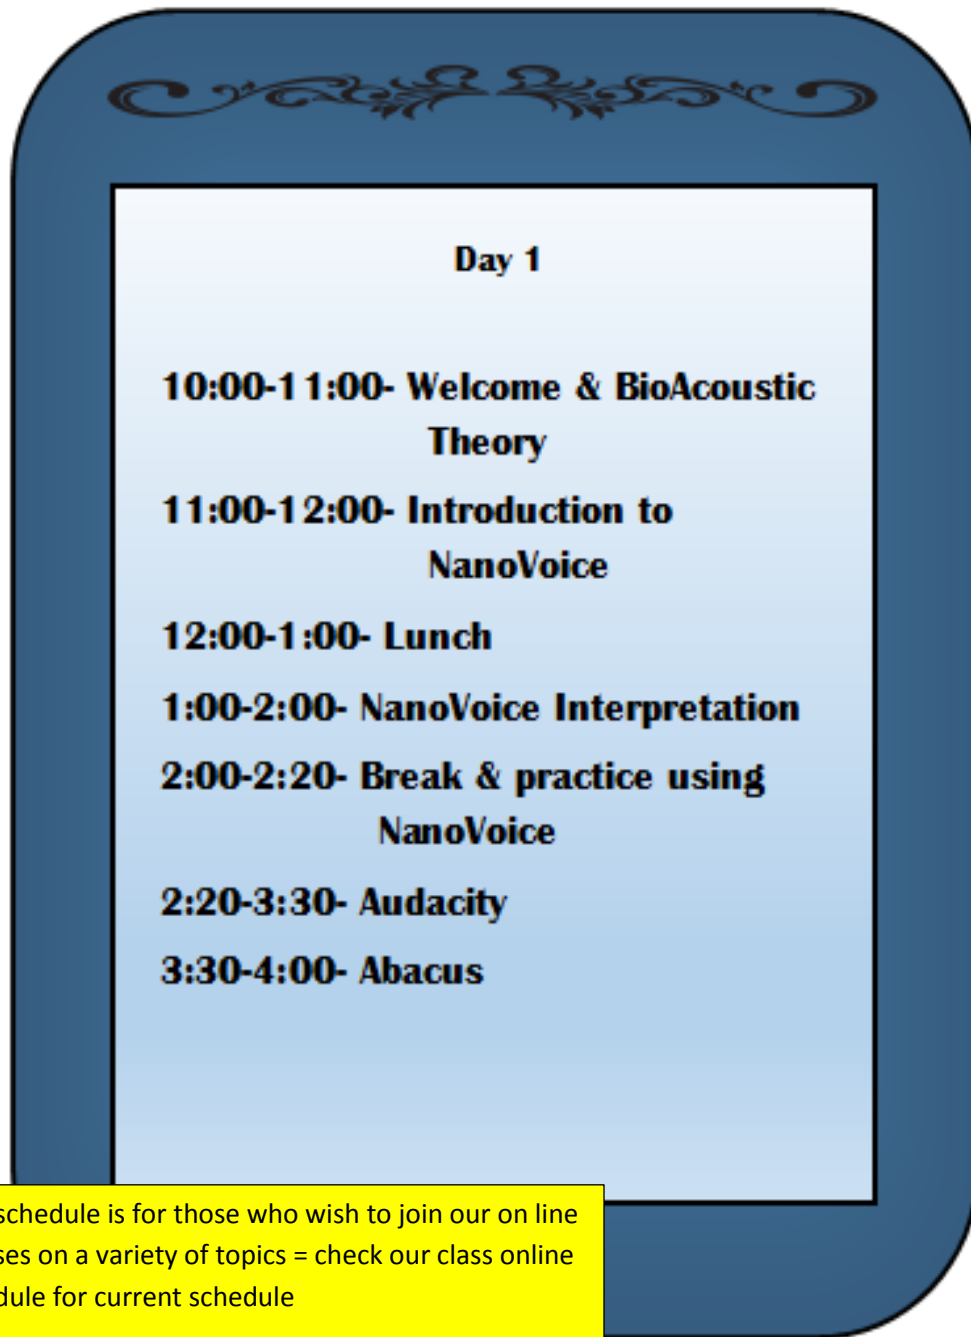 Day 1
10:00-11:00- Welcome & BioAcoustic
Theory
11:00-12:00- Introduction to
NanoVoice
12:00-1:00- Lunch
1:00-2:00- NanoVoice Interpretation
2:00-2:20- Break & practice using
NanoVoice
2:20-3:30- Audacity
3:30-4:00- Abacus
schedule is for those who wish to join our on line
ses on a variety of topics = check our class online
dule for current schedule